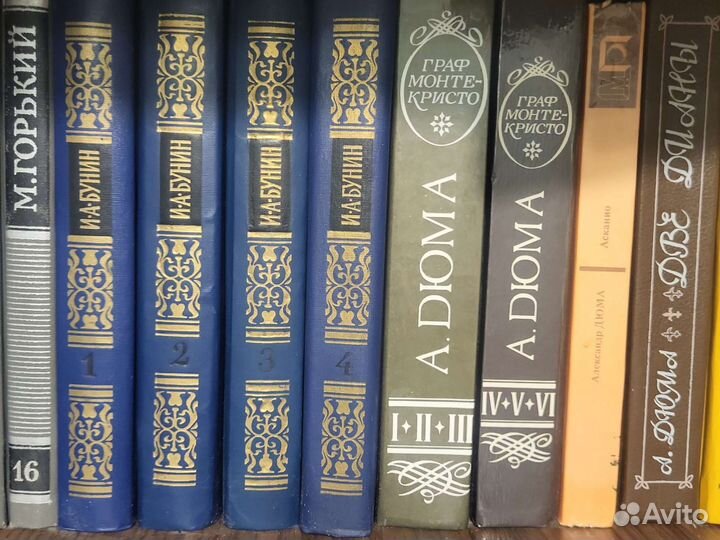 М. ГОРЬКИЙ
16
И·А·БУНИН
1
И·А·БУНИН
2
И·А·БУНИН
3
И·А·БУНИН
4
ГРАФ
МОНТЕ-
КРИСТО
А. ДЮМА
I·II·III
ГРАФ
МОНТЕ-
КРИСТО
А. ДЮМА
IV·V·VI
Александр ДЮМА
Асканио
А. ДЮМА ДВЕ ДИАНЫ
Avito